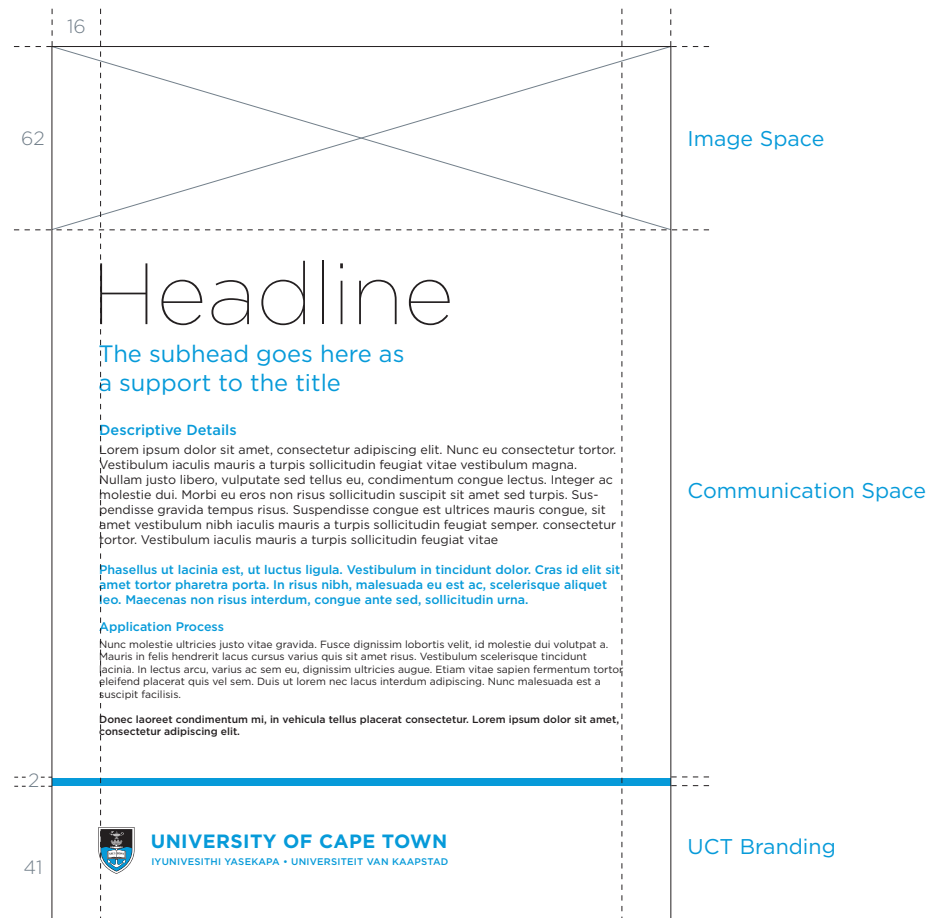 16
62
Image Space
Headline
The subhead goes here as
a support to the title
Descriptive Details
Lorem ipsum dolor sit amet, consectetur adipiscing elit. Nunc eu consectetur tortor.
Vestibulum iaculis mauris a turpis sollicitudin feugiat vitae vestibulum magna.
Nullam justo libero, vulputate sed tellus eu, condimentum congue lectus. Integer ac
molestie dui. Morbi eu eros non risus sollicitudin suscipit sit amet sed turpis. Sus-
pendisse gravida tempus risus. Suspendisse congue est ultrices mauris congue, sit
amet vestibulum nibh iaculis mauris a turpis sollicitudin feugiat semper. consectetur
tortor. Vestibulum iaculis mauris a turpis sollicitudin feugiat vitae
Communication Space
Phasellus ut lacinia est, ut luctus ligula. Vestibulum in tincidunt dolor. Cras id elit sit
amet tortor pharetra porta. In risus nibh, malesuada eu est ac, scelerisque aliquet
leo. Maecenas non risus interdum, congue ante sed, sollicitudin urna.
Application Process
Nunc molestie ultricies justo vitae gravida. Fusce dignissim lobortis velit, id molestie dui volutpat a.
Mauris in felis hendrerit lacus cursus varius quis sit amet risus. Vestibulum scelerisque tincidunt
lacinia. In lectus arcu, varius ac sem eu, dignissim ultricies augue. Etiam vitae sapien fermentum tortor
eleifend placerat quis vel sem. Duis ut lorem nec lacus interdum adipiscing. Nunc malesuada est a
suscipit facilisis.
Donec laoreet condimentum mi, in vehicula tellus placerat consectetur. Lorem ipsum dolor sit amet,
consectetur adipiscing elit.
2
UNIVERSITY OF CAPE TOWN
IYUNIVESITHI YASEKAPA • UNIVERSITEIT VAN KAAPSTAD
UCT Branding
41